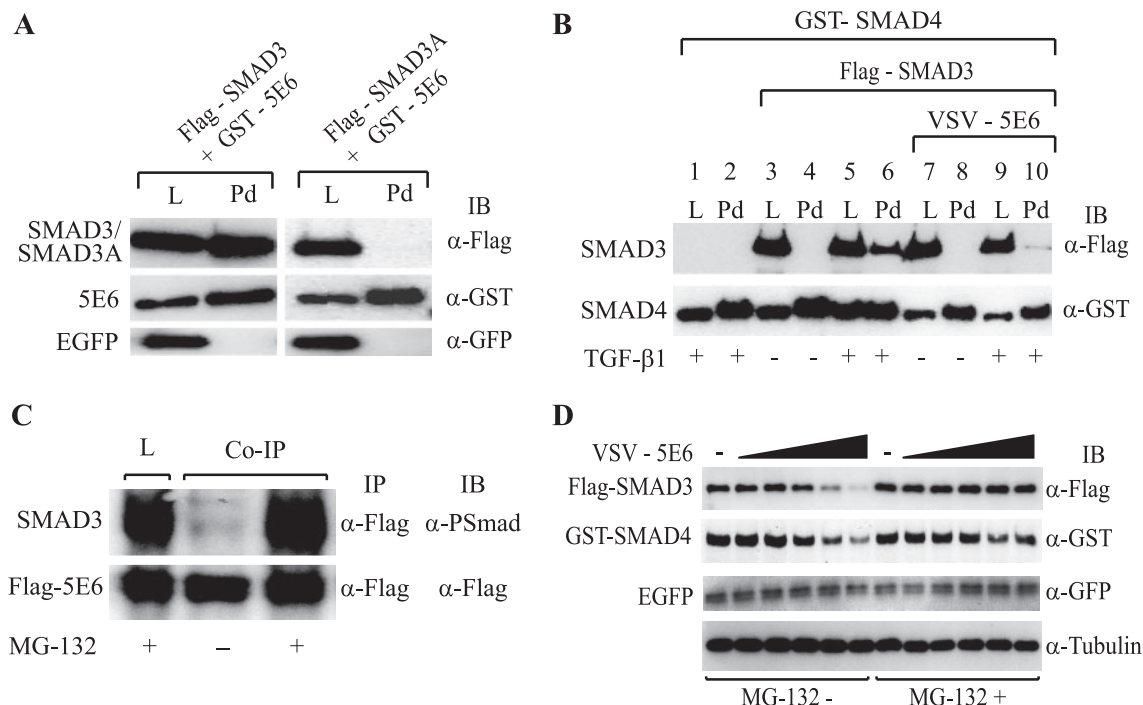 A
Flag - SMAD3
+ GST - 5E6
Flag - SMAD3A
+ GST - 5E6
L Pd L Pd IB
SMAD3/
SMAD3A
α-Flag
5E6 α-GST
EGFP α-GFP
B
GST- SMAD4
Flag - SMAD3
VSV - 5E6
1 2 3 4 5 6 7 8 9 10
L Pd L Pd L Pd L Pd L Pd IB
SMAD3 α-Flag
SMAD4 α-GST
TGF-β1 + + - - + + - - + +
C
L Co-IP
IP IB
SMAD3 α-Flag α-PSmad
Flag-5E6 α-Flag α-Flag
MG-132 + – +
D
VSV - 5E6 - - IB
Flag-SMAD3 α-Flag
GST-SMAD4 α-GST
EGFP α-GFP
α-Tubulin
MG-132 - MG-132 +